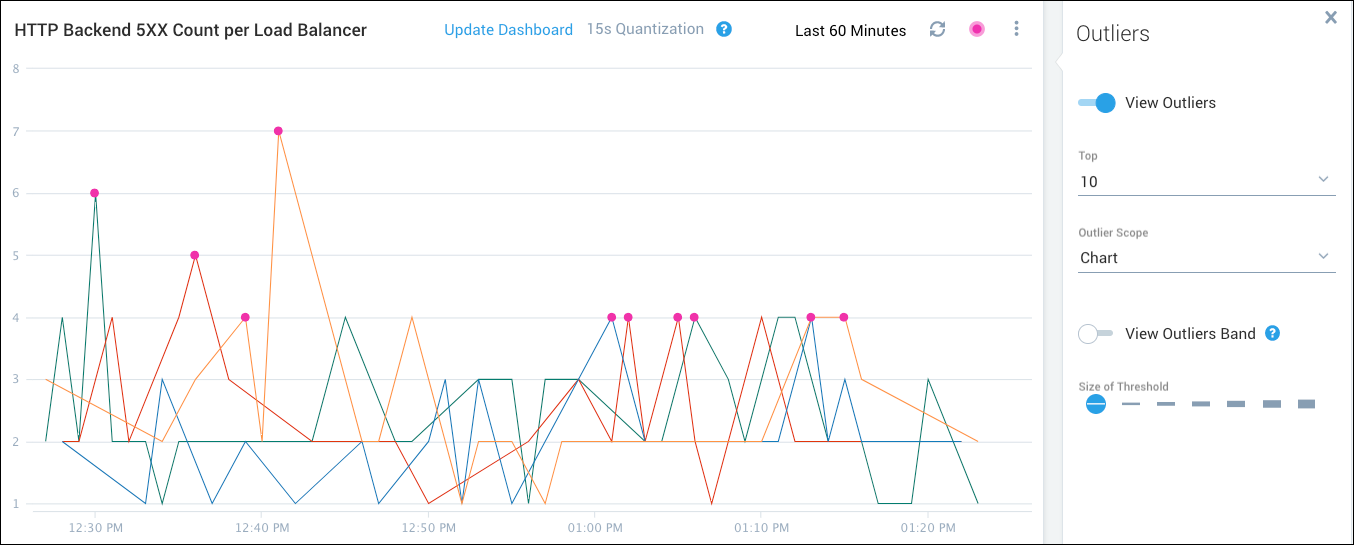 HTTP Backend 5XX Count per Load Balancer Update Dashboard 15s Quantization ? Last 60 Minutes
8
7
6
5
4
3
2
1
12:30 PM 12:40 PM 12:50 PM 01:00 PM 01:10 PM 01:20 PM
Outliers
View Outliers
Top
10
Outlier Scope
Chart
View Outliers Band ?
Size of Threshold